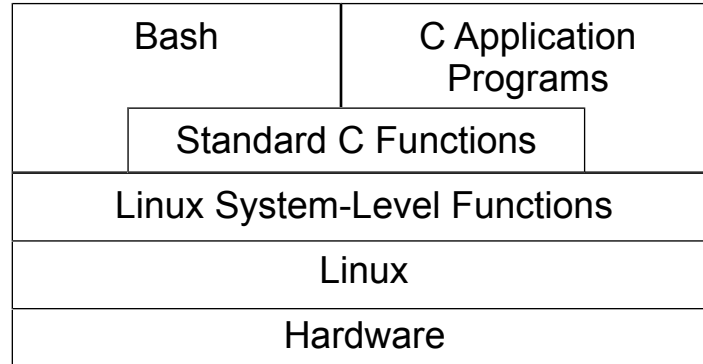 Bash
C Application
Programs
Standard C Functions
Linux System-Level Functions
Linux
Hardware